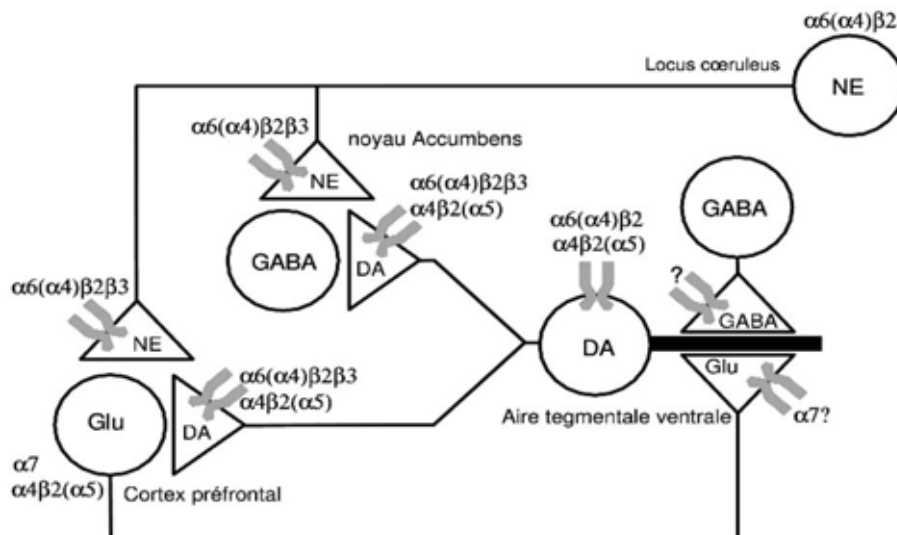 α6(α4)β2
Locus cœruleus
NE
α6(α4)β2β3
noyau Accumbens
NE
α6(α4)β2β3
α4β2(α5)
GABA
DA
α6(α4)β2
α4β2(α5)
GABA
?
GABA
α6(α4)β2β3
NE
DA
Glu
α6(α4)β2β3
α4β2(α5)
Glu
DA
Aire tegmentale ventrale
α7?
α7
α4β2(α5)
Cortex préfrontal